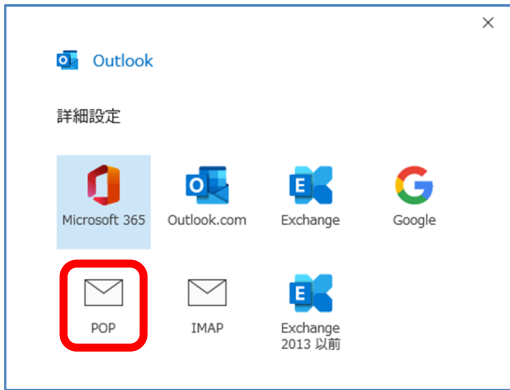 Outlook
詳細設定
Microsoft 365
Outlook.com
Exchange
Google
POP
IMAP
Exchange
2013 以前